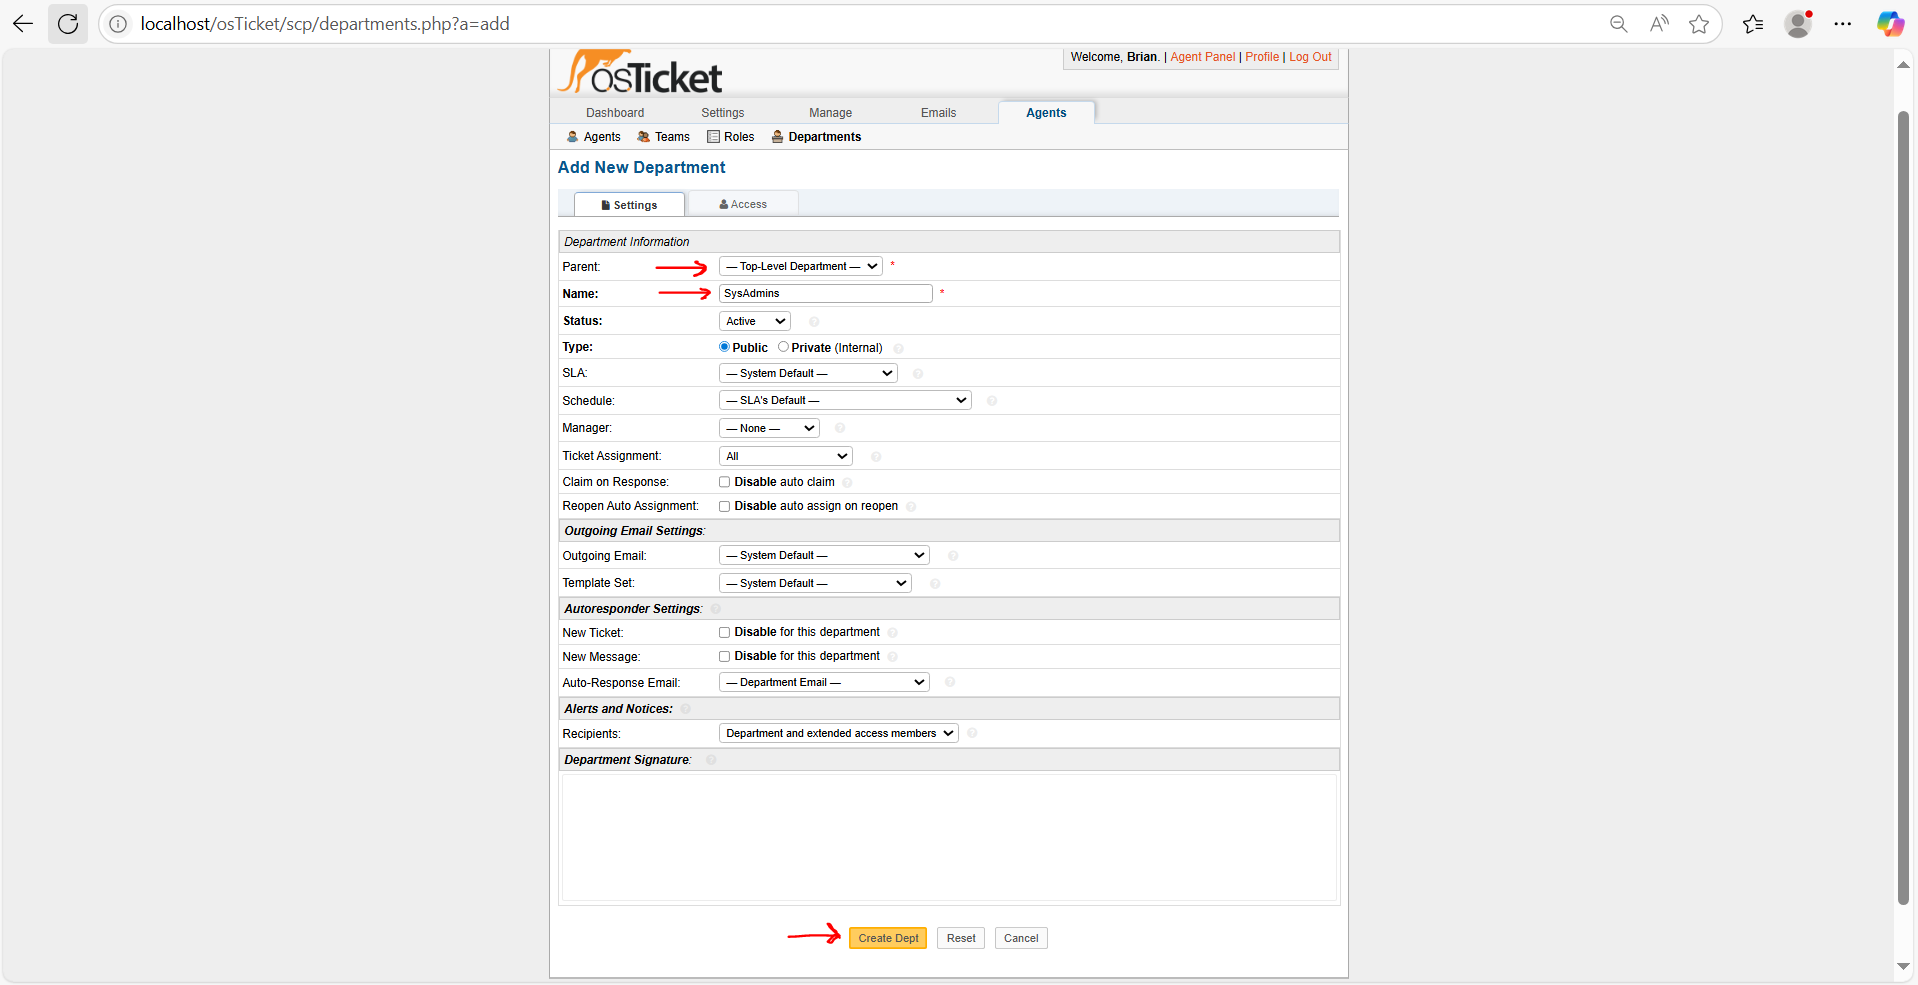 localhost/osTicket/scp/departments.php?a=add
osTicket
Welcome, Brian. | Agent Panel | Profile | Log Out
Dashboard Settings Manage Emails Agents
Agents Teams Roles Departments
Add New Department
Settings Access
Department Information
Parent: — Top-Level Department — *
Name: SysAdmins *
Status: Active
Type: Public Private (Internal)
SLA: — System Default —
Schedule: — SLA's Default —
Manager: — None —
Ticket Assignment: All
Claim on Response: Disable auto claim
Reopen Auto Assignment: Disable auto assign on reopen
Outgoing Email Settings:
Outgoing Email: — System Default —
Template Set: — System Default —
Autoresponder Settings:
New Ticket: Disable for this department
New Message: Disable for this department
Auto-Response Email: — Department Email —
Alerts and Notices:
Recipients: Department and extended access members
Department Signature:
Create Dept Reset Cancel